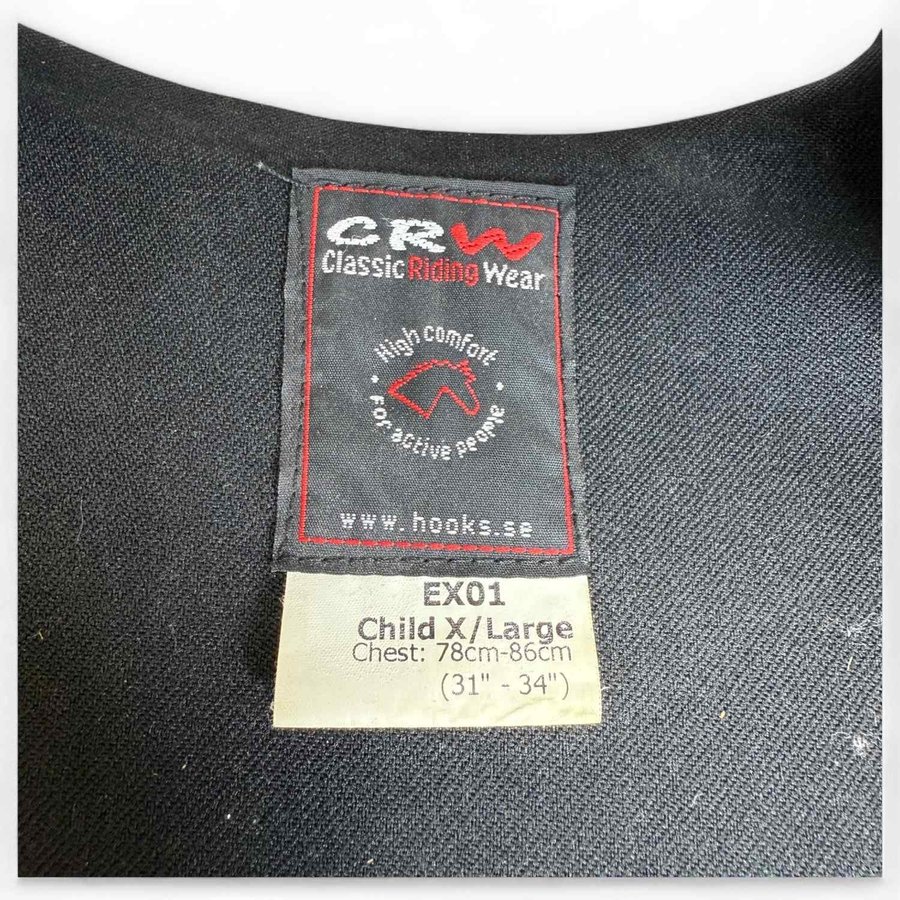 CRW
Classic Riding Wear
High comfort
• For active people •
www.hooks.se
EX01
Child X/Large
Chest: 78cm-86cm
(31" - 34")